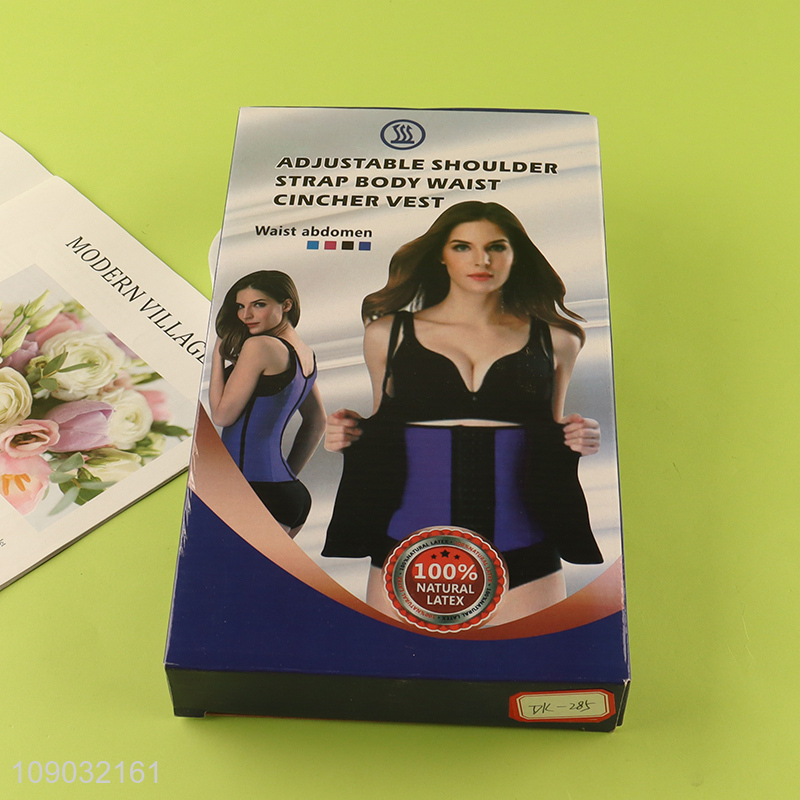 ADJUSTABLE SHOULDER
STRAP BODY WAIST
CINCHER VEST
Waist abdomen
MODERN VILLAGE
100%
NATURAL
LATEX
DK-285
109032161